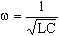 ω = 1/√LC